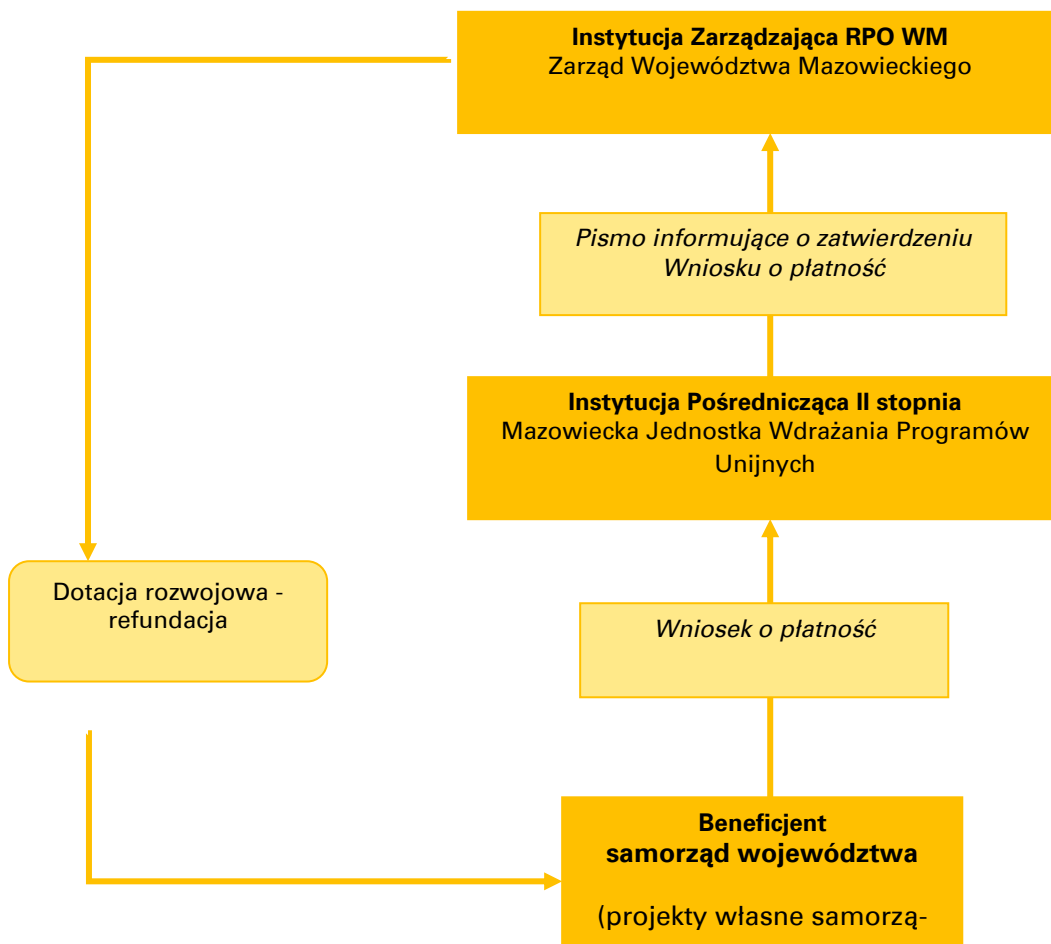 Instytucja Zarządzająca RPO WM
Zarząd Województwa Mazowieckiego
Pismo informujące o zatwierdzeniu
Wniosku o płatność
Instytucja Pośrednicząca II stopnia
Mazowiecka Jednostka Wdrażania Programów
Unijnych
Dotacja rozwojowa -
refundacja
Wniosek o płatność
Beneficjent
samorząd województwa
(projekty własne samorzą-